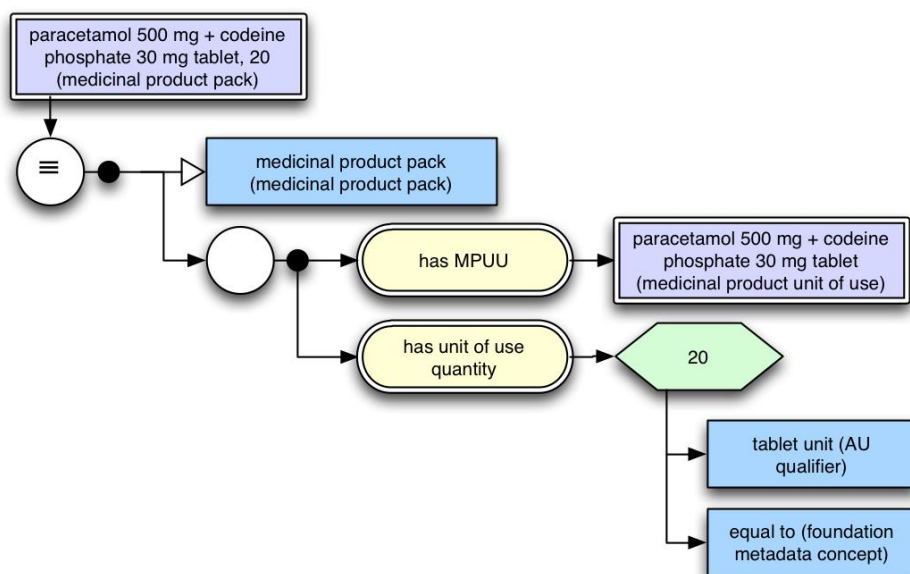 paracetamol 500 mg + codeine
phosphate 30 mg tablet, 20
(medicinal product pack)
≡
medicinal product pack
(medicinal product pack)
has MPUU
paracetamol 500 mg + codeine
phosphate 30 mg tablet
(medicinal product unit of use)
has unit of use
quantity
20
tablet unit (AU
qualifier)
equal to (foundation
metadata concept)